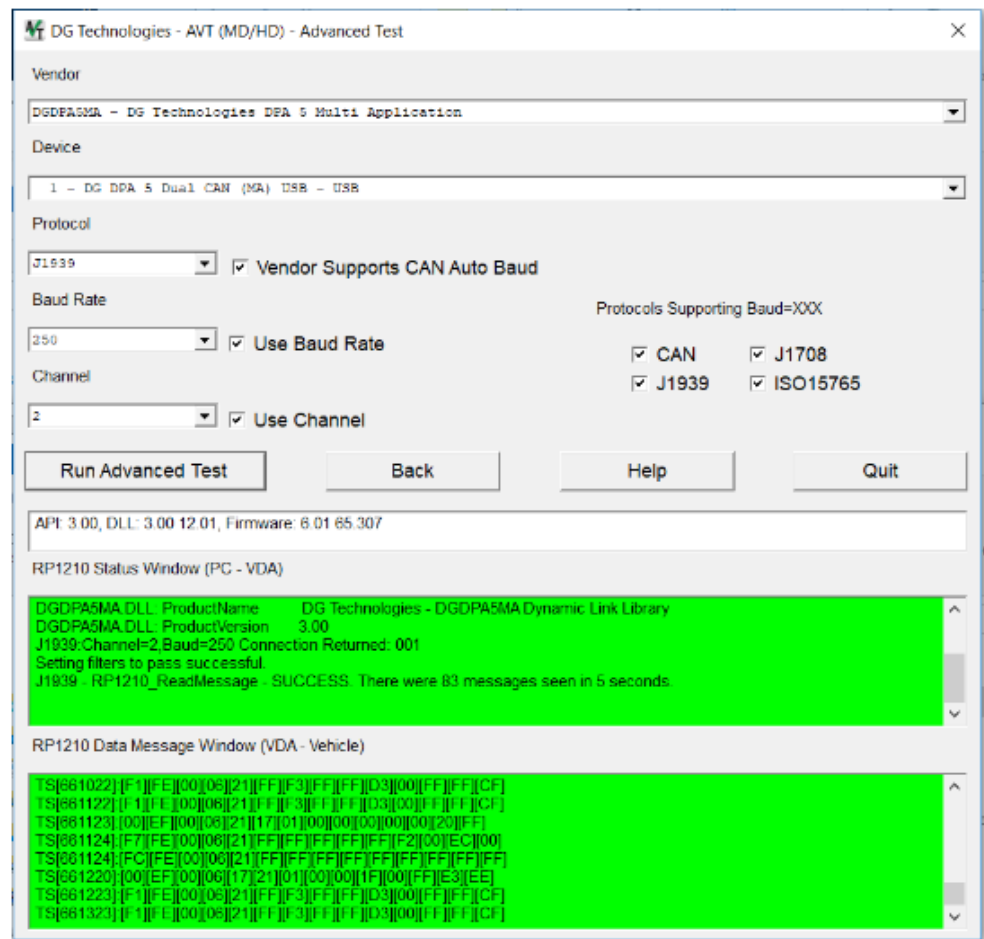 DG Technologies - AVT (MD/HD) - Advanced Test
Vendor
DGDPA5MA - DG Technologies DPA 5 Multi Application
Device
1 - DG DPA 5 Dual CAN (MA) USB - USB
Protocol
J1939
Vendor Supports CAN Auto Baud
Baud Rate
Protocols Supporting Baud=XXX
250
Use Baud Rate
CAN
J1708
Channel
J1939
ISO15765
2
Use Channel
Run Advanced Test
Back
Help
Quit
API: 3.00, DLL: 3.00 12.01, Firmware: 6.01 65.307
RP1210 Status Window (PC - VDA)
DGDPA5MA.DLL: ProductName DG Technologies - DGDPA5MA Dynamic Link Library
DGDPA5MA.DLL: ProductVersion 3.00
J1939:Channel=2,Baud=250 Connection Returned: 001
Setting filters to pass successful.
J1939 - RP1210_ReadMessage - SUCCESS. There were 83 messages seen in 5 seconds.
RP1210 Data Message Window (VDA - Vehicle)
TS[661022]:[F1][FE][00][06][21][FF][F3][FF][FF][D3][00][FF][FF][CF]
TS[661122]:[F1][FE][00][06][21][FF][F3][FF][FF][D3][00][FF][FF][CF]
TS[661123]:[00][EF][00][06][21][17][01][00][00][00][00][00][20][FF]
TS[661124]:[F7][FE][00][06][21][FF][FF][FF][FF][FF][F2][00][EC][00]
TS[661124]:[FC][FE][00][06][21][FF][FF][FF][FF][FF][FF][FF][FF][FF]
TS[661220]:[00][EF][00][06][17][21][01][00][00][1F][00][FF][E3][EE]
TS[661223]:[F1][FE][00][06][21][FF][F3][FF][FF][D3][00][FF][FF][CF]
TS[661323]:[F1][FE][00][06][21][FF][F3][FF][FF][D3][00][FF][FF][CF]